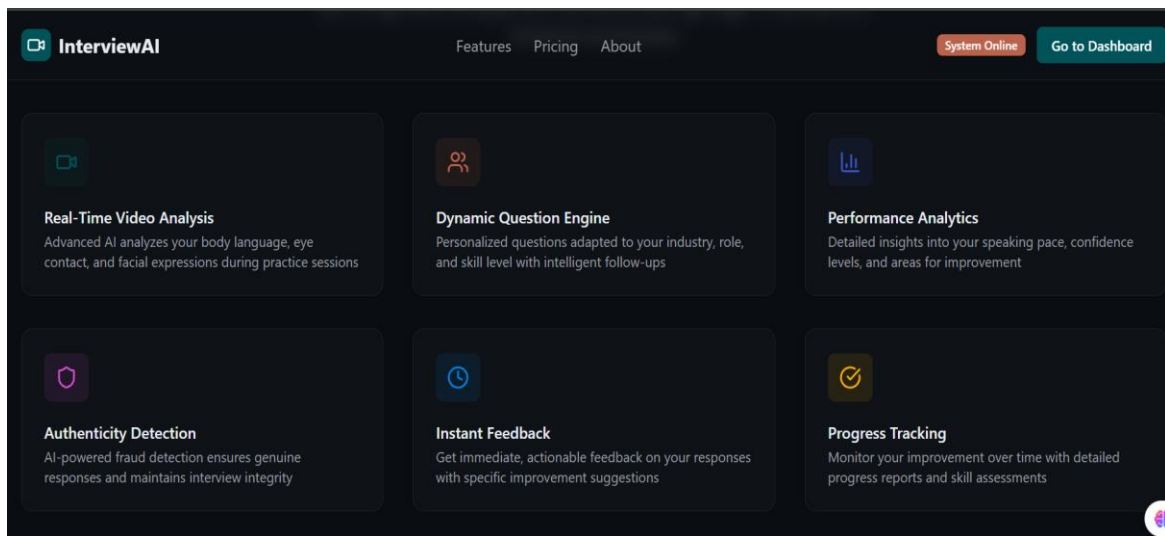 InterviewAI
Features Pricing About
System Online
Go to Dashboard
Real-Time Video Analysis
Advanced AI analyzes your body language, eye
contact, and facial expressions during practice sessions
Dynamic Question Engine
Personalized questions adapted to your industry, role,
and skill level with intelligent follow-ups
Performance Analytics
Detailed insights into your speaking pace, confidence
levels, and areas for improvement
Authenticity Detection
AI-powered fraud detection ensures genuine
responses and maintains interview integrity
Instant Feedback
Get immediate, actionable feedback on your responses
with specific improvement suggestions
Progress Tracking
Monitor your improvement over time with detailed
progress reports and skill assessments